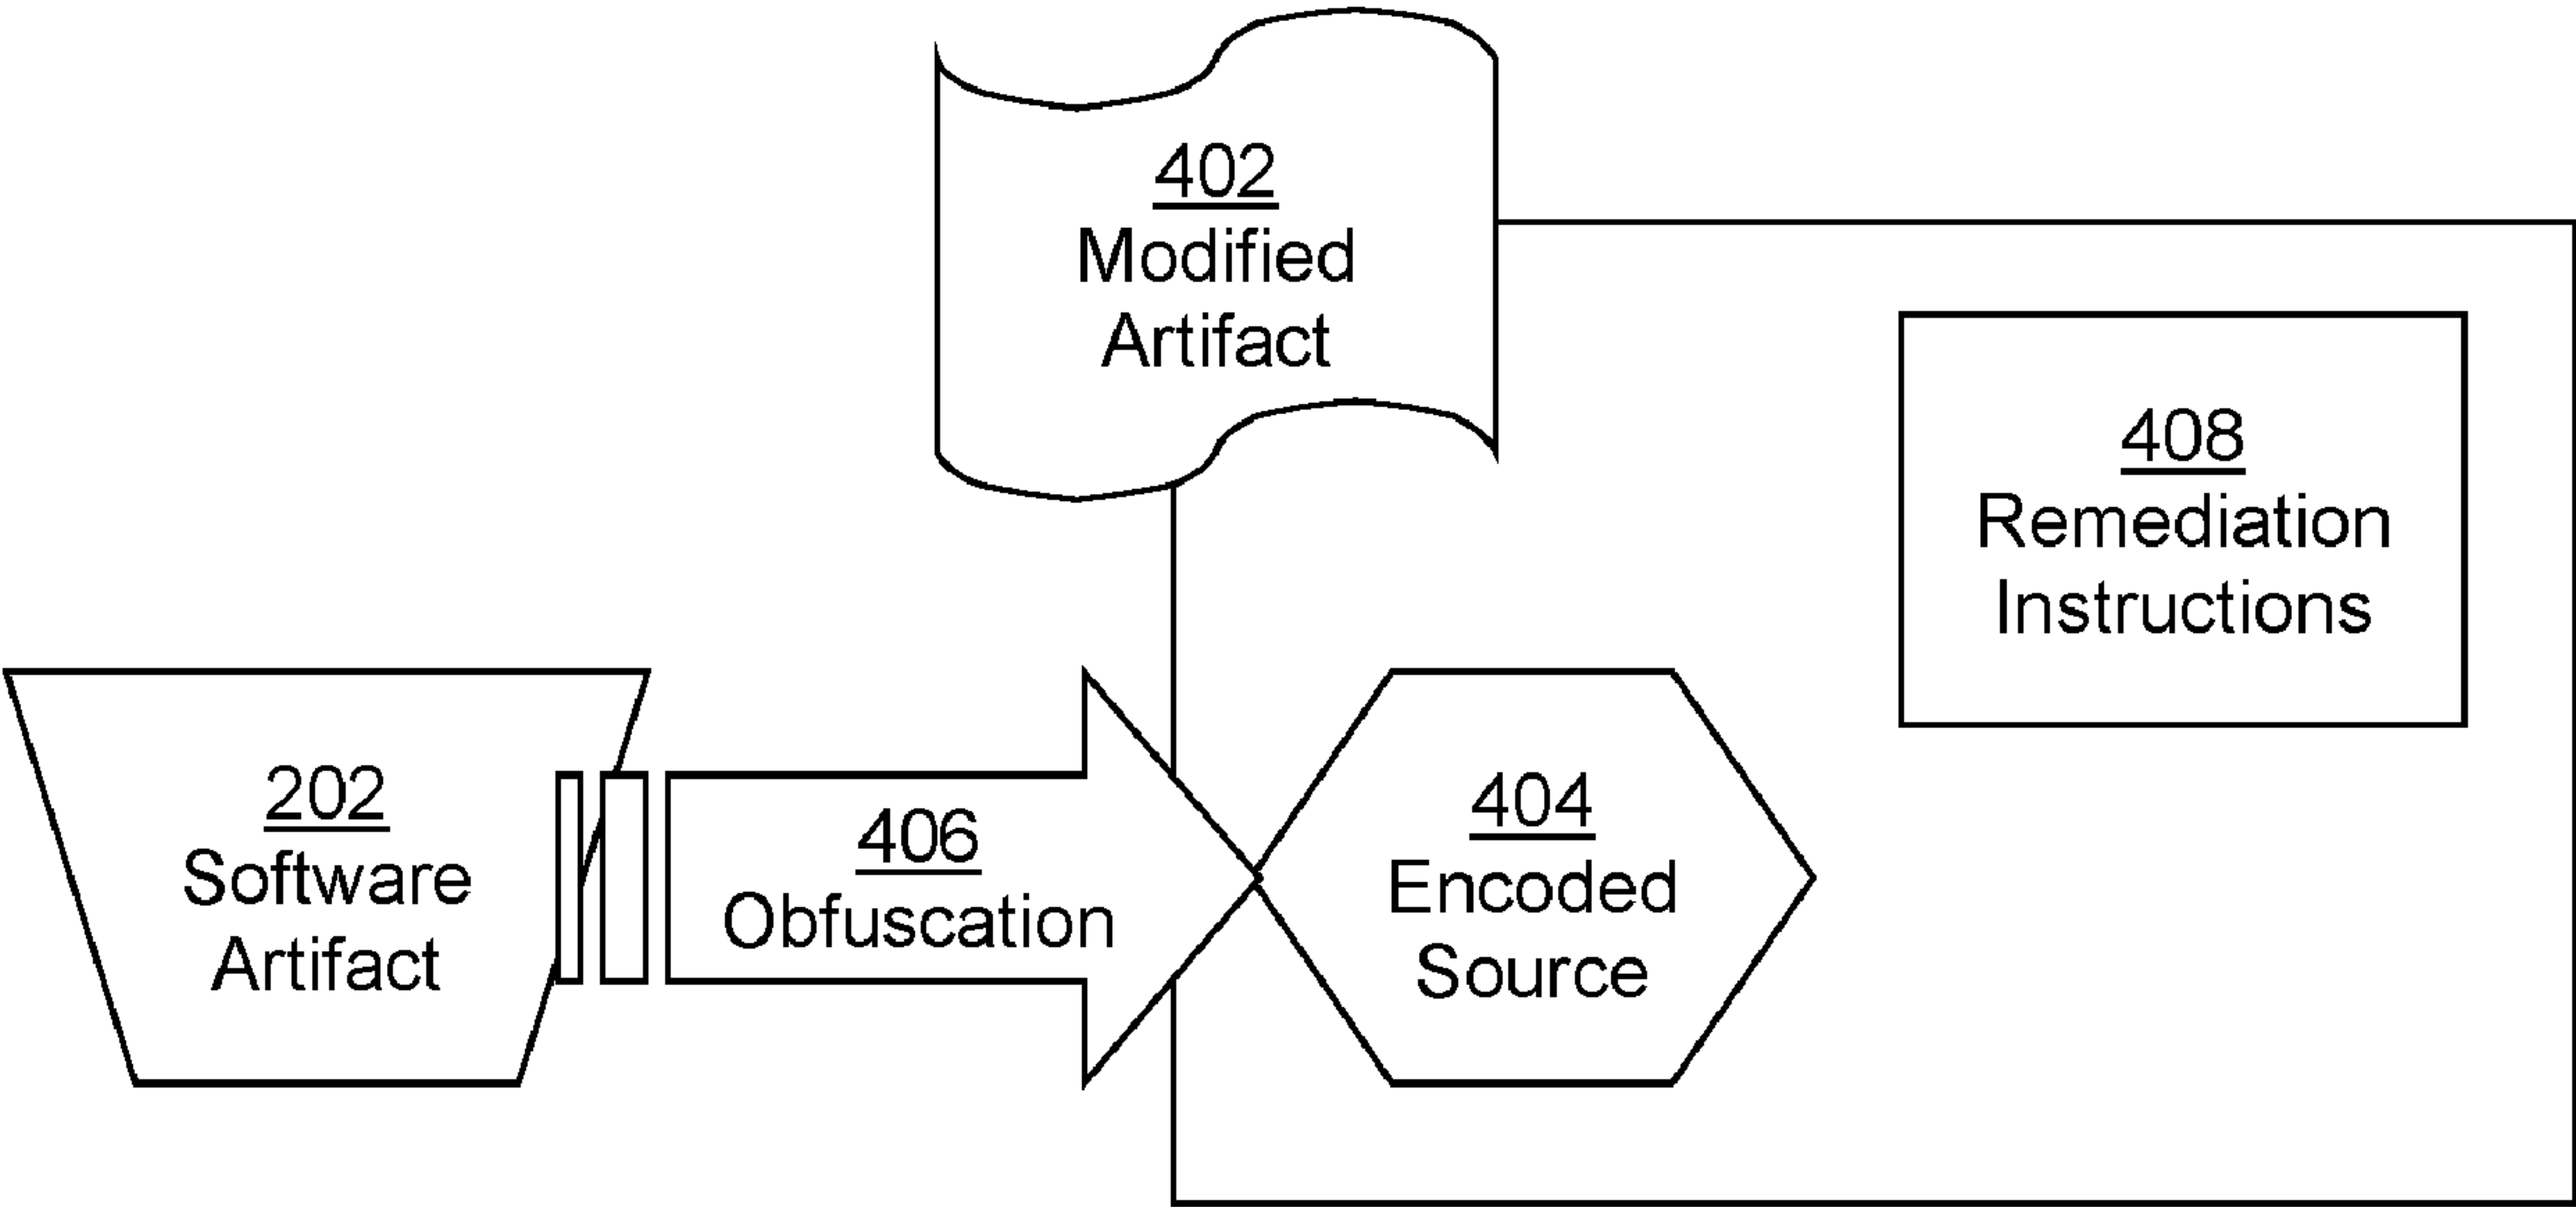 402
Modified
Artifact
408
Remediation
Instructions
202
Software
Artifact
406
Obfuscation
404
Encoded
Source